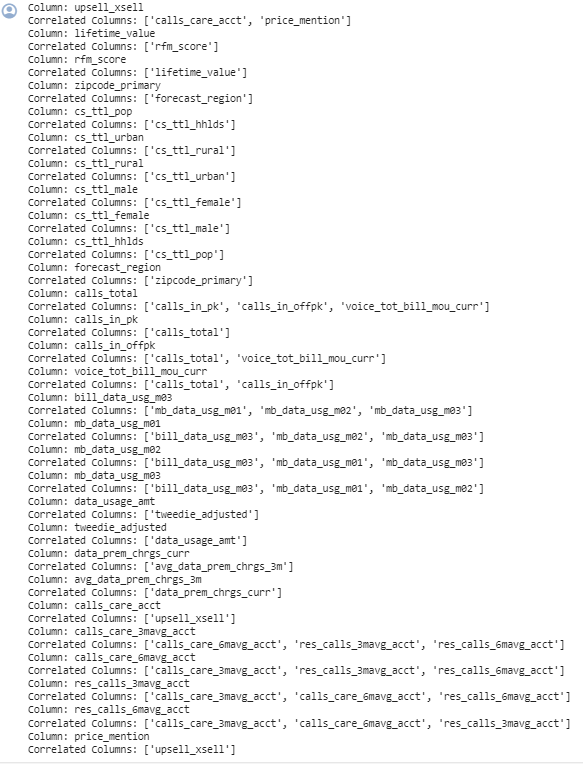 Column: upsell_xsell
Correlated Columns: ['calls_care_acct', 'price_mention']
Column: lifetime_value
Correlated Columns: ['rfm_score']
Column: rfm_score
Correlated Columns: ['lifetime_value']
Column: zipcode_primary
Correlated Columns: ['forecast_region']
Column: cs_ttl_pop
Correlated Columns: ['cs_ttl_hhlds']
Column: cs_ttl_urban
Correlated Columns: ['cs_ttl_rural']
Column: cs_ttl_rural
Correlated Columns: ['cs_ttl_urban']
Column: cs_ttl_male
Correlated Columns: ['cs_ttl_female']
Column: cs_ttl_female
Correlated Columns: ['cs_ttl_male']
Column: cs_ttl_hhlds
Correlated Columns: ['cs_ttl_pop']
Column: forecast_region
Correlated Columns: ['zipcode_primary']
Column: calls_total
Correlated Columns: ['calls_in_pk', 'calls_in_offpk', 'voice_tot_bill_mou_curr']
Column: calls_in_pk
Correlated Columns: ['calls_total']
Column: calls_in_offpk
Correlated Columns: ['calls_total', 'voice_tot_bill_mou_curr']
Column: voice_tot_bill_mou_curr
Correlated Columns: ['calls_total', 'calls_in_offpk']
Column: bill_data_usg_m03
Correlated Columns: ['mb_data_usg_m01', 'mb_data_usg_m02', 'mb_data_usg_m03']
Column: mb_data_usg_m01
Correlated Columns: ['bill_data_usg_m03', 'mb_data_usg_m02', 'mb_data_usg_m03']
Column: mb_data_usg_m02
Correlated Columns: ['bill_data_usg_m03', 'mb_data_usg_m01', 'mb_data_usg_m03']
Column: mb_data_usg_m03
Correlated Columns: ['bill_data_usg_m03', 'mb_data_usg_m01', 'mb_data_usg_m02']
Column: data_usage_amt
Correlated Columns: ['tweedie_adjusted']
Column: tweedie_adjusted
Correlated Columns: ['data_usage_amt']
Column: data_prem_chrgs_curr
Correlated Columns: ['avg_data_prem_chrgs_3m']
Column: avg_data_prem_chrgs_3m
Correlated Columns: ['data_prem_chrgs_curr']
Column: calls_care_acct
Correlated Columns: ['upsell_xsell']
Column: calls_care_3mavg_acct
Correlated Columns: ['calls_care_6mavg_acct', 'res_calls_3mavg_acct', 'res_calls_6mavg_acct']
Column: calls_care_6mavg_acct
Correlated Columns: ['calls_care_3mavg_acct', 'res_calls_3mavg_acct', 'res_calls_6mavg_acct']
Column: res_calls_3mavg_acct
Correlated Columns: ['calls_care_3mavg_acct', 'calls_care_6mavg_acct', 'res_calls_6mavg_acct']
Column: res_calls_6mavg_acct
Correlated Columns: ['calls_care_3mavg_acct', 'calls_care_6mavg_acct', 'res_calls_3mavg_acct']
Column: price_mention
Correlated Columns: ['upsell_xsell']